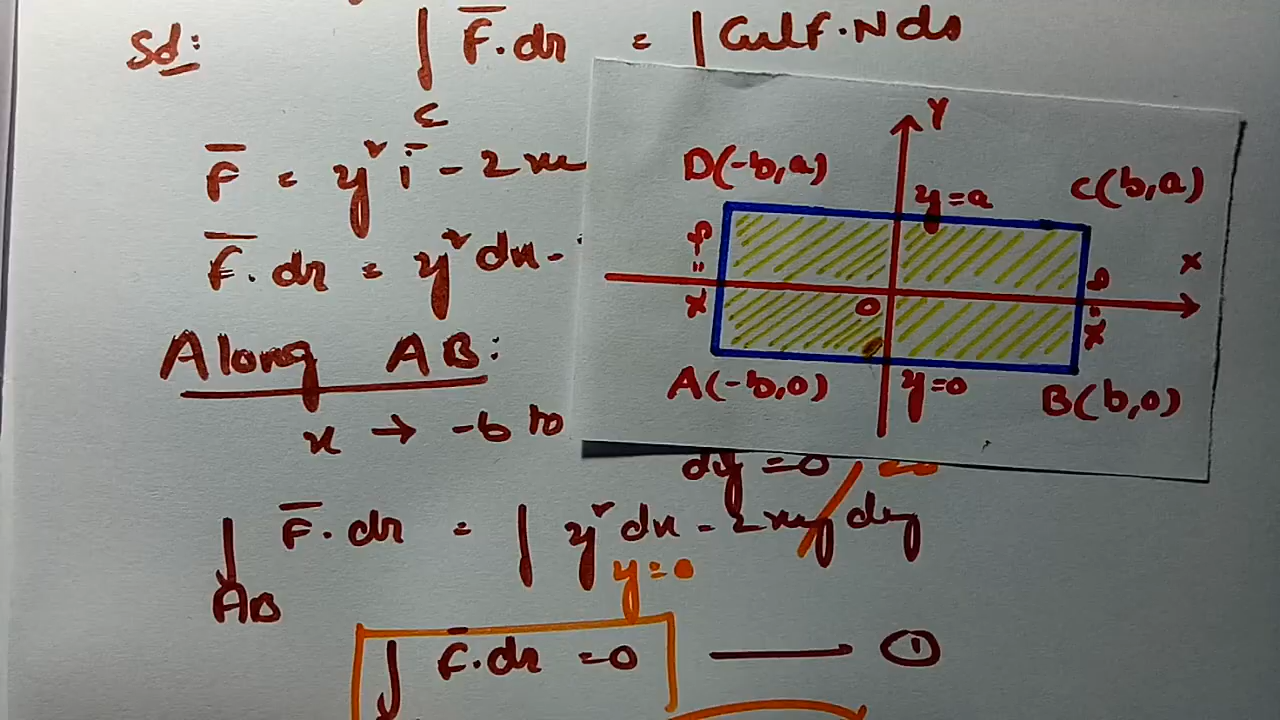 Sol: ∫ F̅.dr = ∫ Curl F.N ds
C
F̅ = y² i̅ - 2x
F̅.dr = y² dx -
Along AB:
x → -b to
dy = 0
∫ F̅.dr = ∫ y² dx - 2xy dy
AB
y=0
∫ F̅.dr = 0 ①
Y
D(-b,a)
y=a
C(b,a)
x = -b
X
x = b
O
A(-b,0)
y=0
B(b,0)